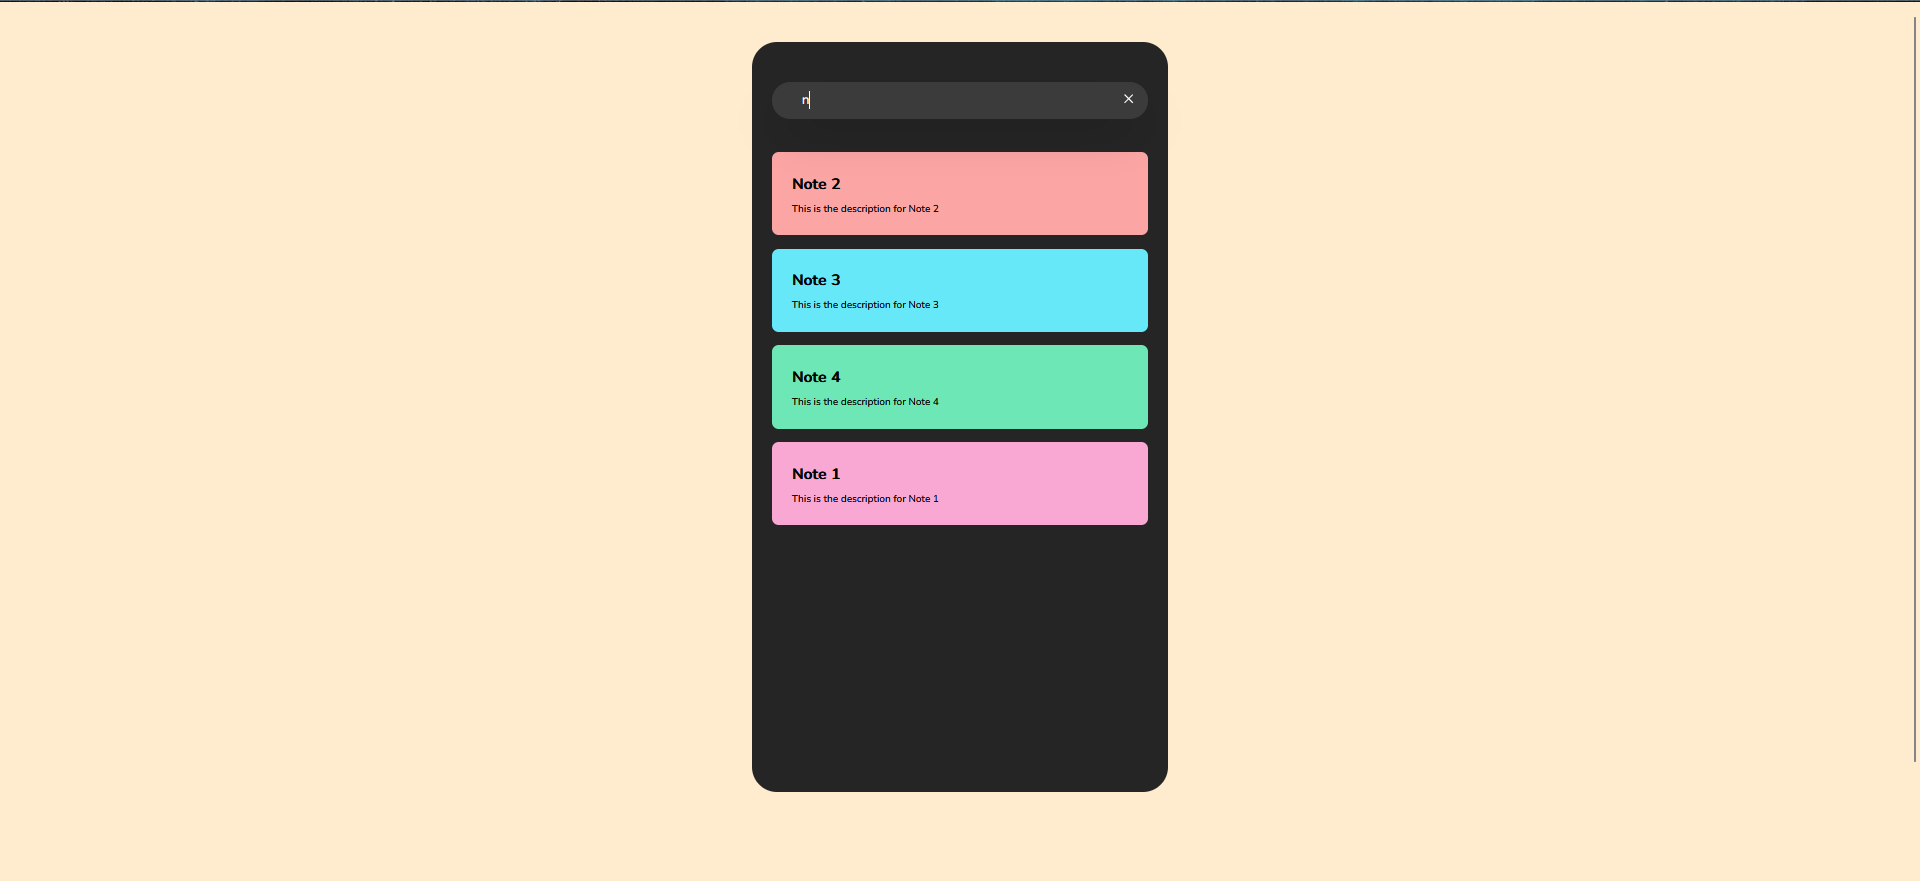 n
Note 2
This is the description for Note 2
Note 3
This is the description for Note 3
Note 4
This is the description for Note 4
Note 1
This is the description for Note 1